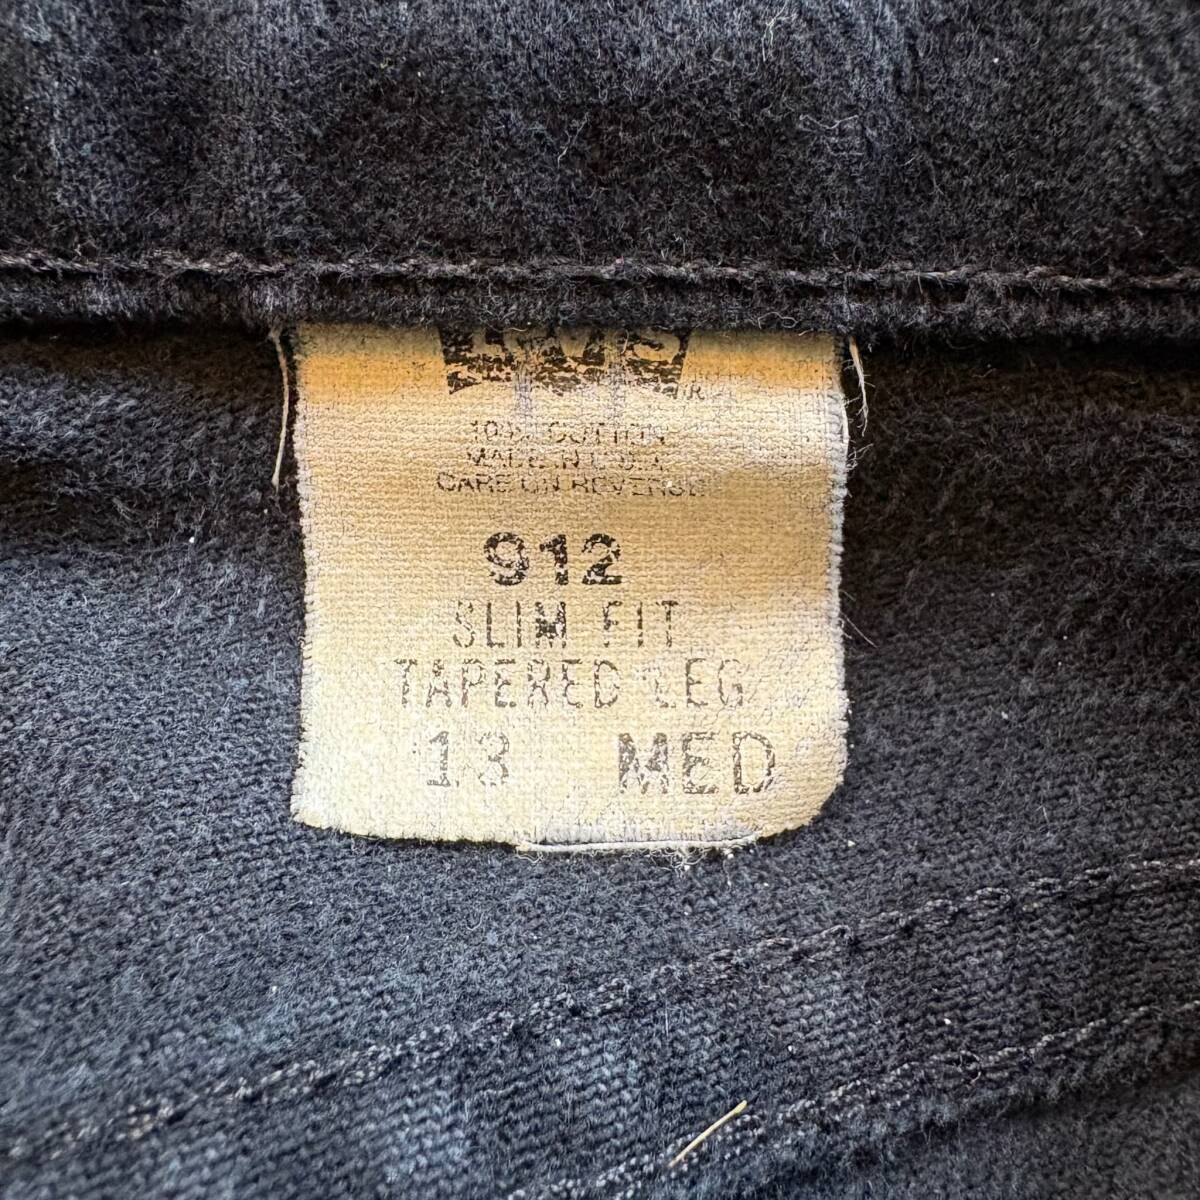 100% COTTON
MADE IN U.S.A.
CARE ON REVERSE
912
SLIM FIT
TAPERED LEG
13 MED